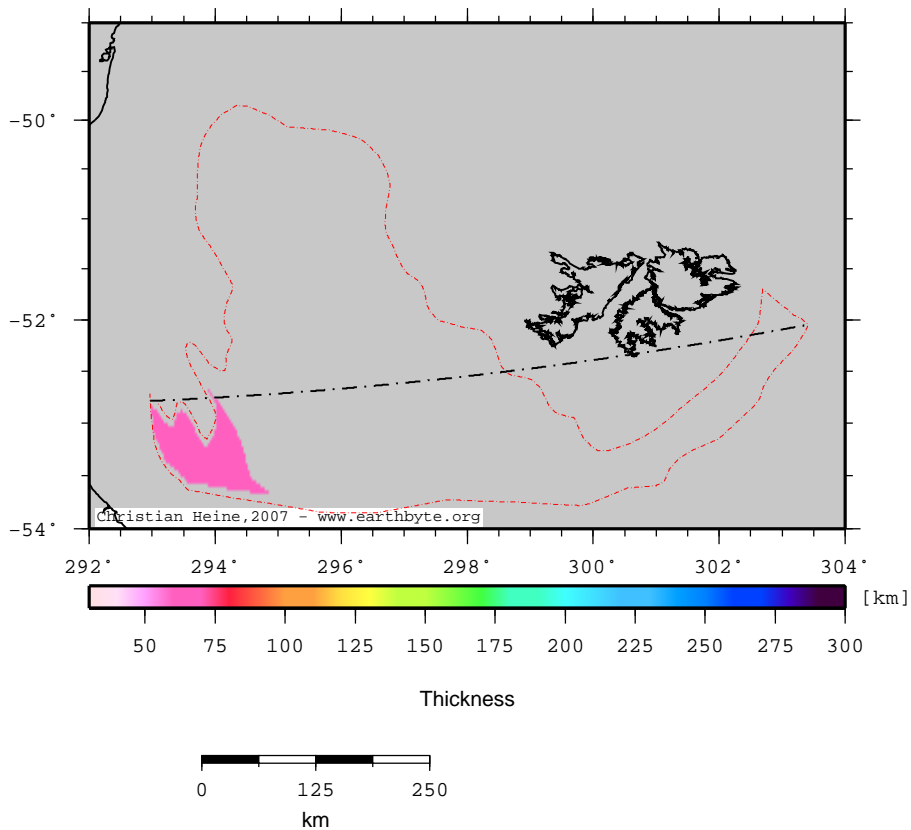 −50°
−52°
−54°
Christian Heine,2007 − www.earthbyte.org
292° 294° 296° 298° 300° 302° 304°
[km]
50 75 100 125 150 175 200 225 250 275 300
Thickness
0 125 250
km